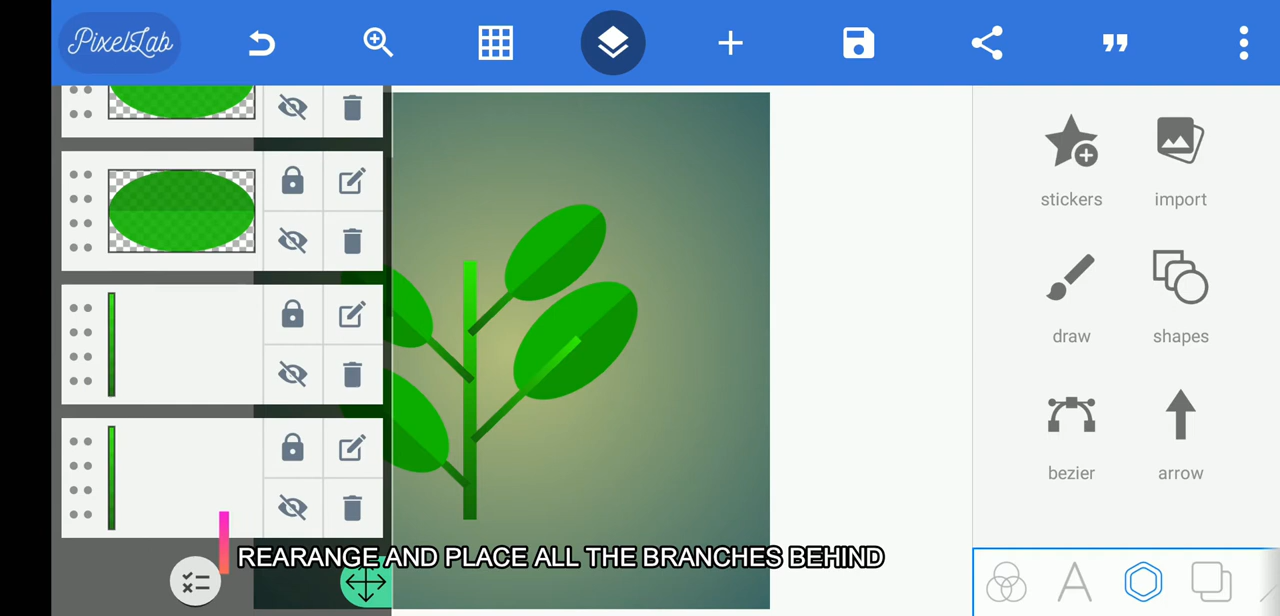 PixelLab
stickers
import
draw
shapes
bezier
arrow
REARANGE AND PLACE ALL THE BRANCHES BEHIND